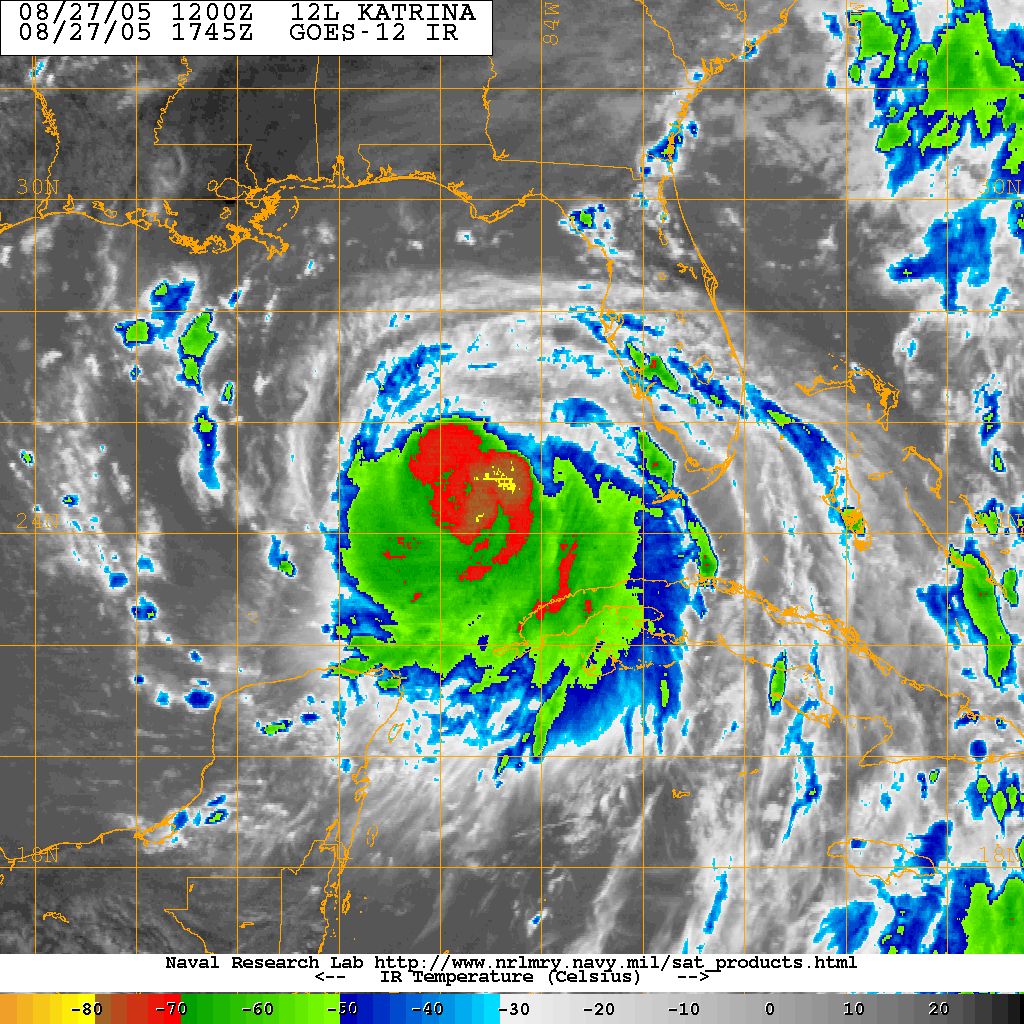 08/27/05 1200Z 12L KATRINA
08/27/05 1745Z GOES-12 IR
84W
30N 30N
24N
18N 18N
Naval Research Lab http://www.nrlmry.navy.mil/sat_products.html
<-- IR Temperature (Celsius) -->
-80 -70 -60 -50 -40 -30 -20 -10 0 10 20